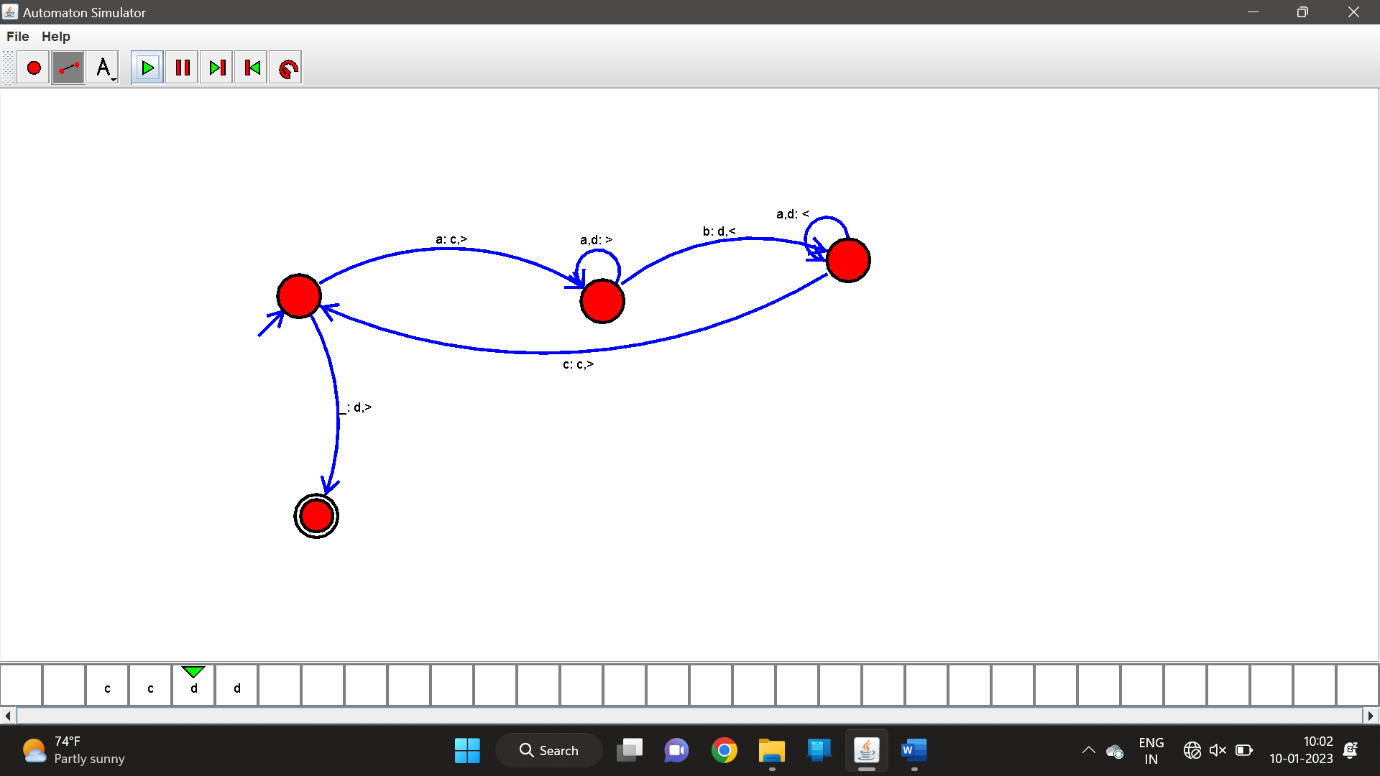 Automaton Simulator
File Help
A
a,d: <
b: d,<
a: c,>
a,d: >
c: c,>
_: d,>
c c d d
74°F
Partly sunny
Search
W
ENG
IN
10:02
10-01-2023